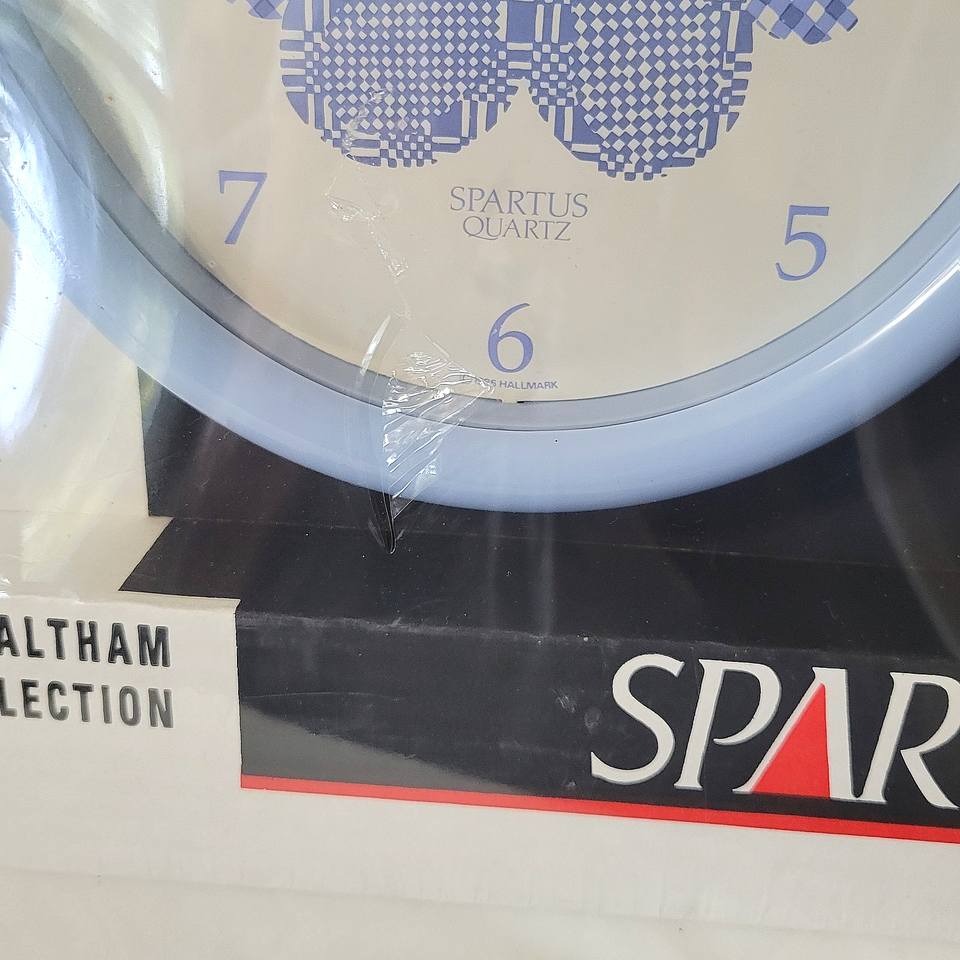 7
SPARTUS
QUARTZ
5
6
HALLMARK
ALTHAM
LECTION
SPAR